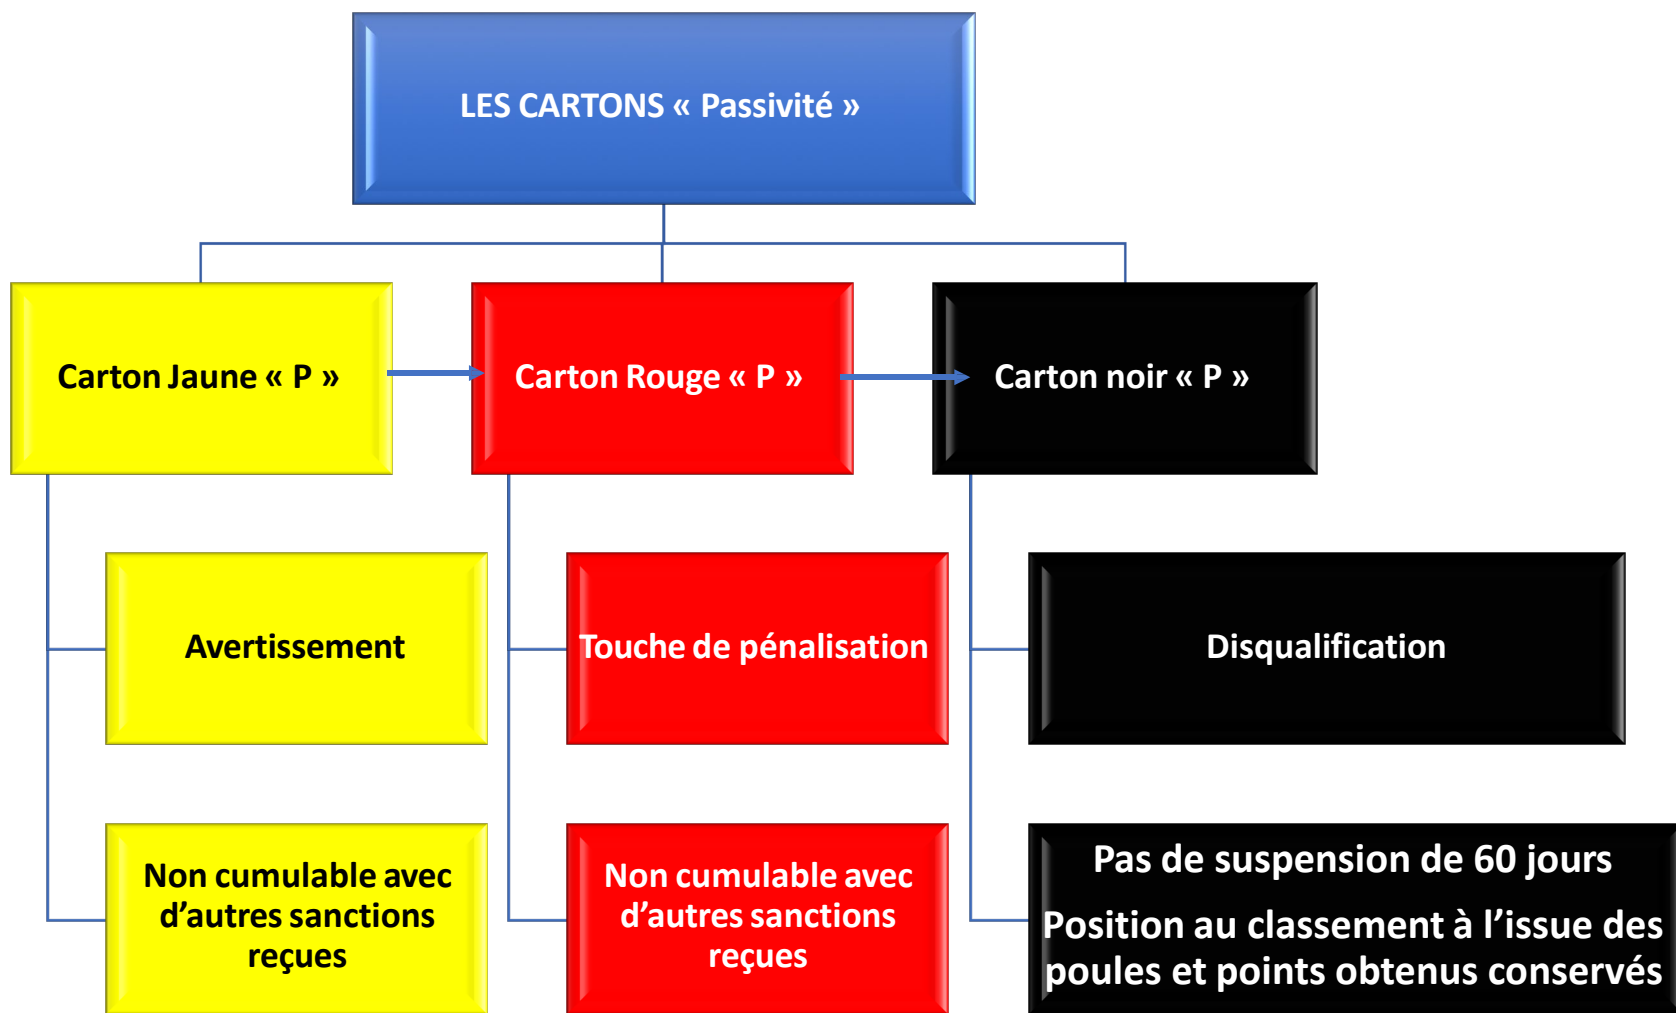 LES CARTONS « Passivité »
Carton Jaune « P »
Carton Rouge « P »
Carton noir « P »
Avertissement
Touche de pénalisation
Disqualification
Non cumulable avec
d’autres sanctions
reçues
Non cumulable avec
d’autres sanctions
reçues
Pas de suspension de 60 jours
Position au classement à l’issue des
poules et points obtenus conservés